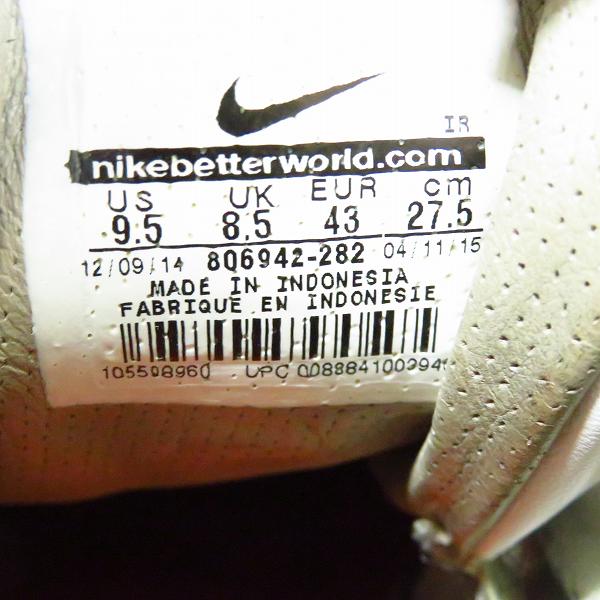 IR
nikebetterworld.com
US UK EUR cm
9.5 8.5 43 27.5
12/09/14 806942-282 04/11/15
MADE IN INDONESIA
FABRIQUE EN INDONESIE
105598960 UPC